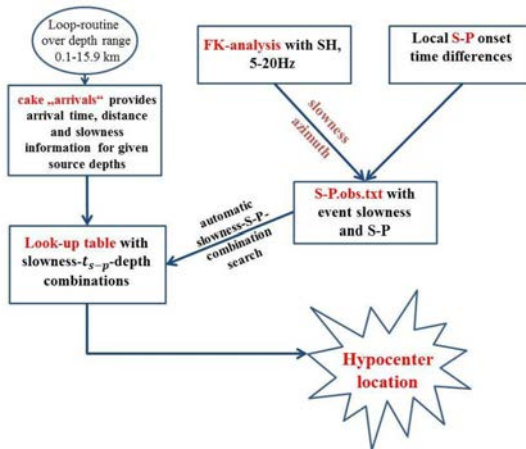 Loop-routine
over depth range
0.1-15.9 km
FK-analysis with SH,
5-20Hz
Local S-P onset
time differences
cake „arrivals“ provides
arrival time, distance
and slowness
information for given
source depths
slowness
azimuth
S-P.obs.txt with
event slowness
and S-P
automatic
slowness-S-P-
combination
search
Look-up table with
slowness-t_{s-p}-depth
combinations
Hypocenter
location